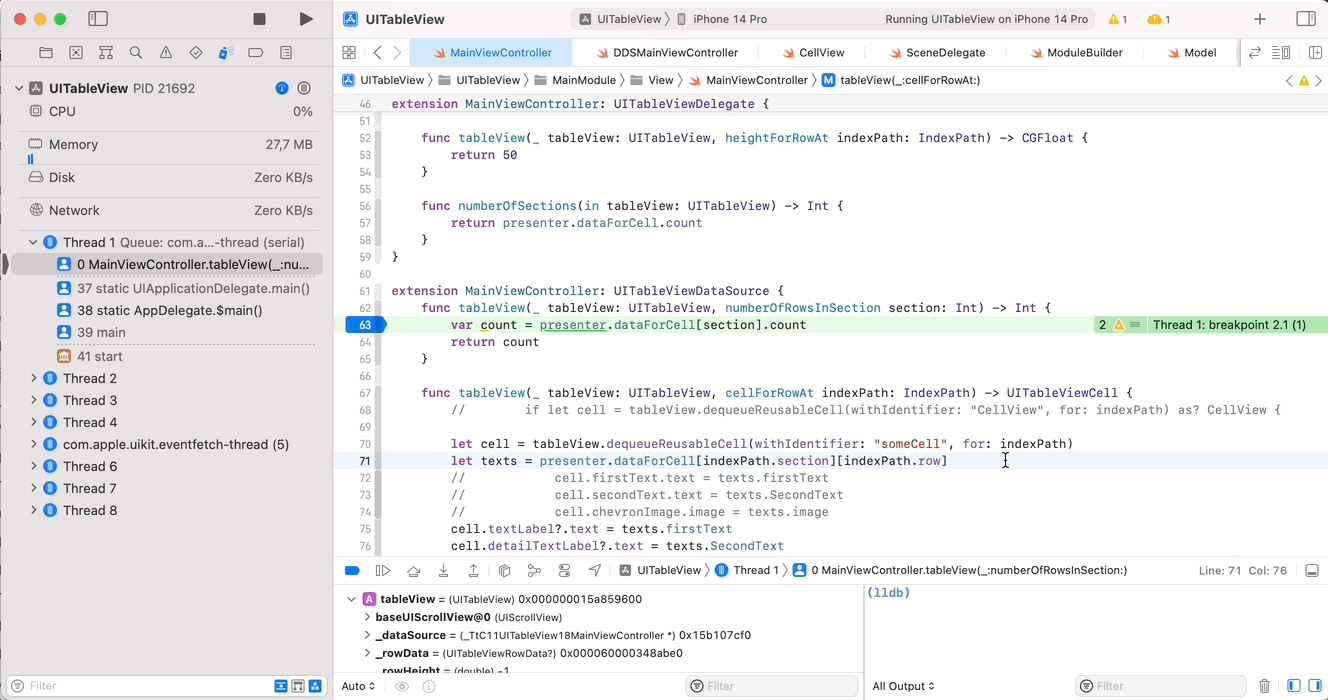 UITableView
UITableView
iPhone 14 Pro
Running UITableView on iPhone 14 Pro
1
1
MainViewController
DDSMainViewController
CellView
SceneDelegate
ModuleBuilder
Model
UITableView
UITableView
MainModule
View
MainViewController
M
tableView(_:cellForRowAt:)
UITableView PID 21692
CPU
0%
Memory
27,7 MB
Disk
Zero KB/s
Network
Zero KB/s
Thread 1 Queue: com.a...-thread (serial)
0 MainViewController.tableView(_:nu...
37 static UIApplicationDelegate.main()
38 static AppDelegate.$main()
39 main
41 start
Thread 2
Thread 3
Thread 4
com.apple.uikit.eventfetch-thread (5)
Thread 6
Thread 7
Thread 8
Filter
46 extension MainViewController: UITableViewDelegate {
51
52 func tableView(_ tableView: UITableView, heightForRowAt indexPath: IndexPath) -> CGFloat {
53 return 50
54 }
55
56 func numberOfSections(in tableView: UITableView) -> Int {
57 return presenter.dataForCell.count
58 }
59 }
60
61 extension MainViewController: UITableViewDataSource {
62 func tableView(_ tableView: UITableView, numberOfRowsInSection section: Int) -> Int {
63 var count = presenter.dataForCell[section].count
2
Thread 1: breakpoint 2.1 (1)
64 return count
65 }
66
67 func tableView(_ tableView: UITableView, cellForRowAt indexPath: IndexPath) -> UITableViewCell {
68 // if let cell = tableView.dequeueReusableCell(withIdentifier: "CellView", for: indexPath) as? CellView {
69
70 let cell = tableView.dequeueReusableCell(withIdentifier: "someCell", for: indexPath)
71 let texts = presenter.dataForCell[indexPath.section][indexPath.row]
72 // cell.firstText.text = texts.firstText
73 // cell.secondText.text = texts.SecondText
74 // cell.chevronImage.image = texts.image
75 cell.textLabel?.text = texts.firstText
76 cell.detailTextLabel?.text = texts.SecondText
UITableView
Thread 1
0 MainViewController.tableView(_:numberOfRowsInSection:)
Line: 71 Col: 76
A tableView = (UITableView) 0x000000015a859600
baseUIScrollView@0 (UIScrollView)
_dataSource = (_TtC11UITableView18MainViewController *) 0x15b107cf0
_rowData = (UITableViewRowData?) 0x000060000348abe0
_rowHeight = (double) -1
(lldb)
Auto
Filter
All Output
Filter